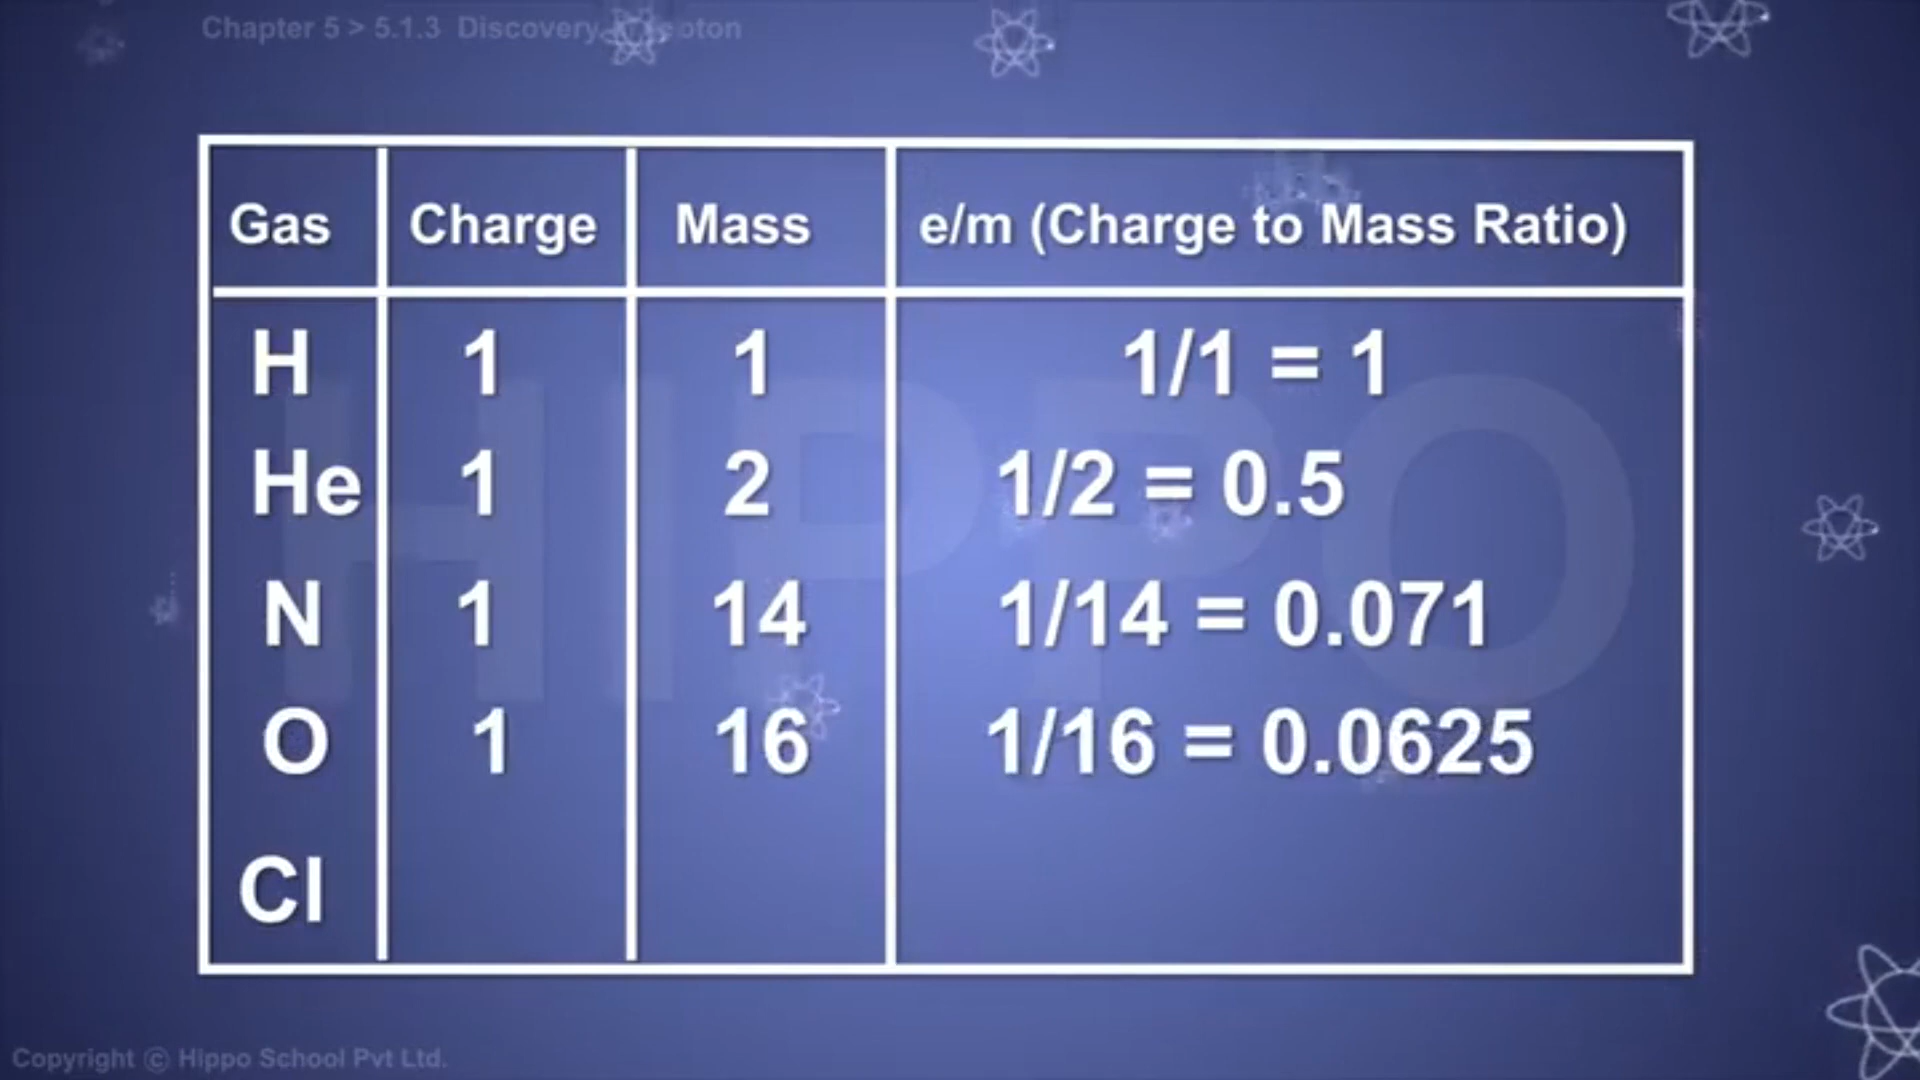 Chapter 5 > 5.1.3 Discovery
Gas Charge Mass e/m (Charge to Mass Ratio)
H 1 1 1/1 = 1
He 1 2 1/2 = 0.5
N 1 14 1/14 = 0.071
O 1 16 1/16 = 0.0625
Cl
HIPPO
Copyright © Hippo School Pvt Ltd.